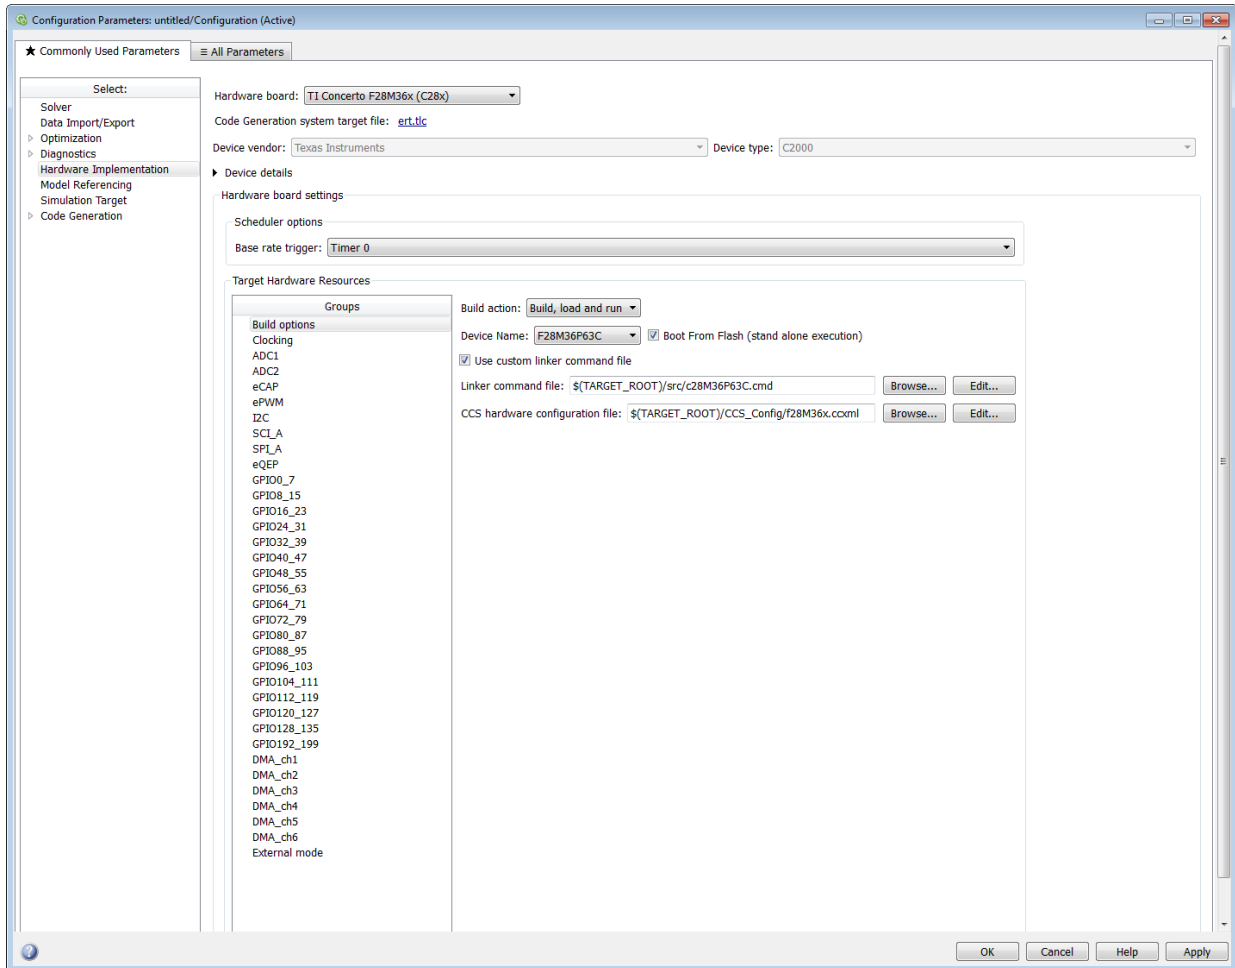 Configuration Parameters: untitled/Configuration (Active)
★ Commonly Used Parameters
≡ All Parameters
Select:
Solver
Data Import/Export
Optimization
Diagnostics
Hardware Implementation
Model Referencing
Simulation Target
Code Generation
Hardware board: TI Concerto F28M36x (C28x)
Code Generation system target file: ert.tlc
Device vendor: Texas Instruments Device type: C2000
Device details
Hardware board settings
Scheduler options
Base rate trigger: Timer 0
Target Hardware Resources
Groups
Build options
Clocking
ADC1
ADC2
eCAP
ePWM
I2C
SCI_A
SPI_A
eQEP
GPIO0_7
GPIO8_15
GPIO16_23
GPIO24_31
GPIO32_39
GPIO40_47
GPIO48_55
GPIO56_63
GPIO64_71
GPIO72_79
GPIO80_87
GPIO88_95
GPIO96_103
GPIO104_111
GPIO112_119
GPIO120_127
GPIO128_135
GPIO192_199
DMA_ch1
DMA_ch2
DMA_ch3
DMA_ch4
DMA_ch5
DMA_ch6
External mode
Build action: Build, load and run
Device Name: F28M36P63C Boot From Flash (stand alone execution)
Use custom linker command file
Linker command file: $(TARGET_ROOT)/src/c28M36P63C.cmd Browse... Edit...
CCS hardware configuration file: $(TARGET_ROOT)/CCS_Config/f28M36x.ccxml Browse... Edit...
OK Cancel Help Apply